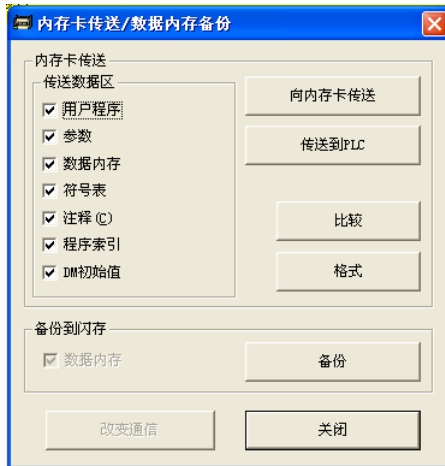 内存卡传送/数据内存备份
内存卡传送
传送数据区
用户程序
参数
数据内存
符号表
注释(C)
程序索引
DM初始值
向内存卡传送
传送到PLC
比较
格式
备份到闪存
数据内存
备份
改变通信
关闭